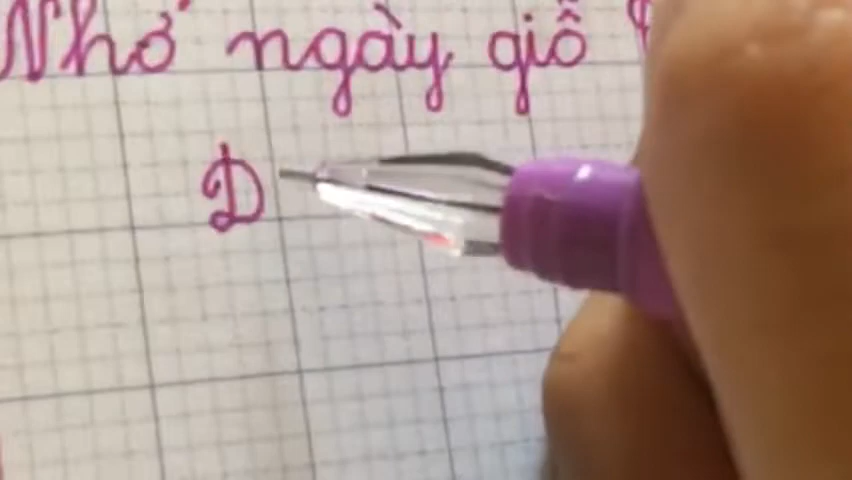 Nhớ ngày giỗ
D